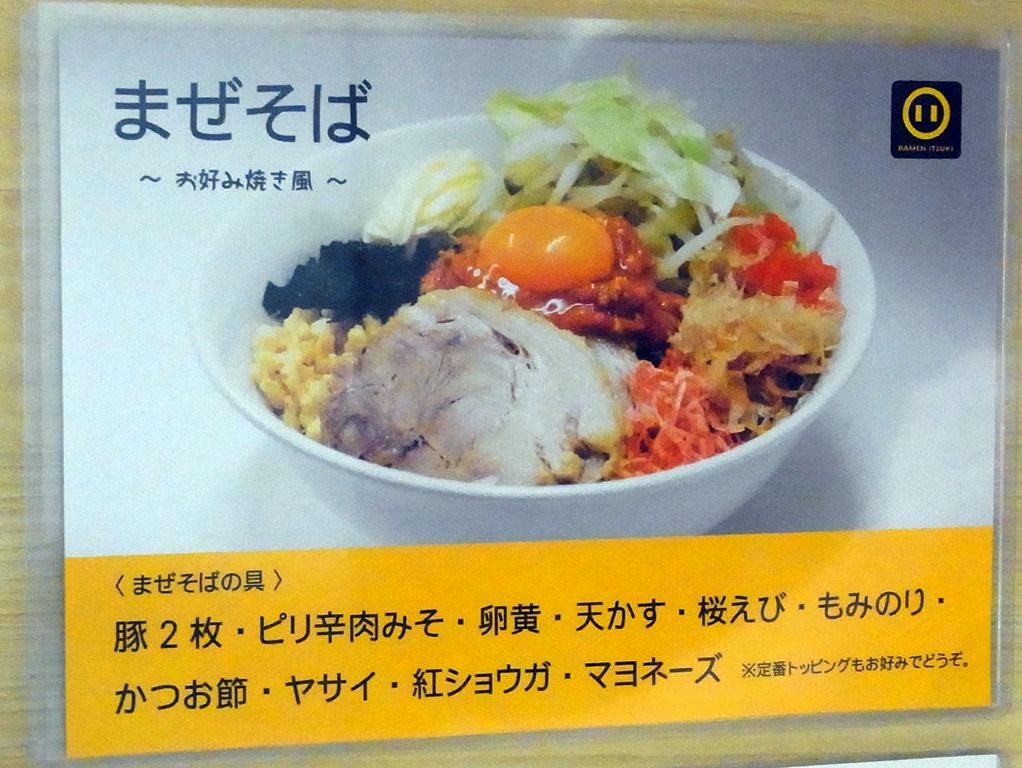 まぜそば
～ お好み焼き風 ～
RAMEN ITSUKI
〈 まぜそばの具 〉
豚2枚・ピリ辛肉みそ・卵黄・天かす・桜えび・もみのり・
かつお節・ヤサイ・紅ショウガ・マヨネーズ ※定番トッピングもお好みでどうぞ。